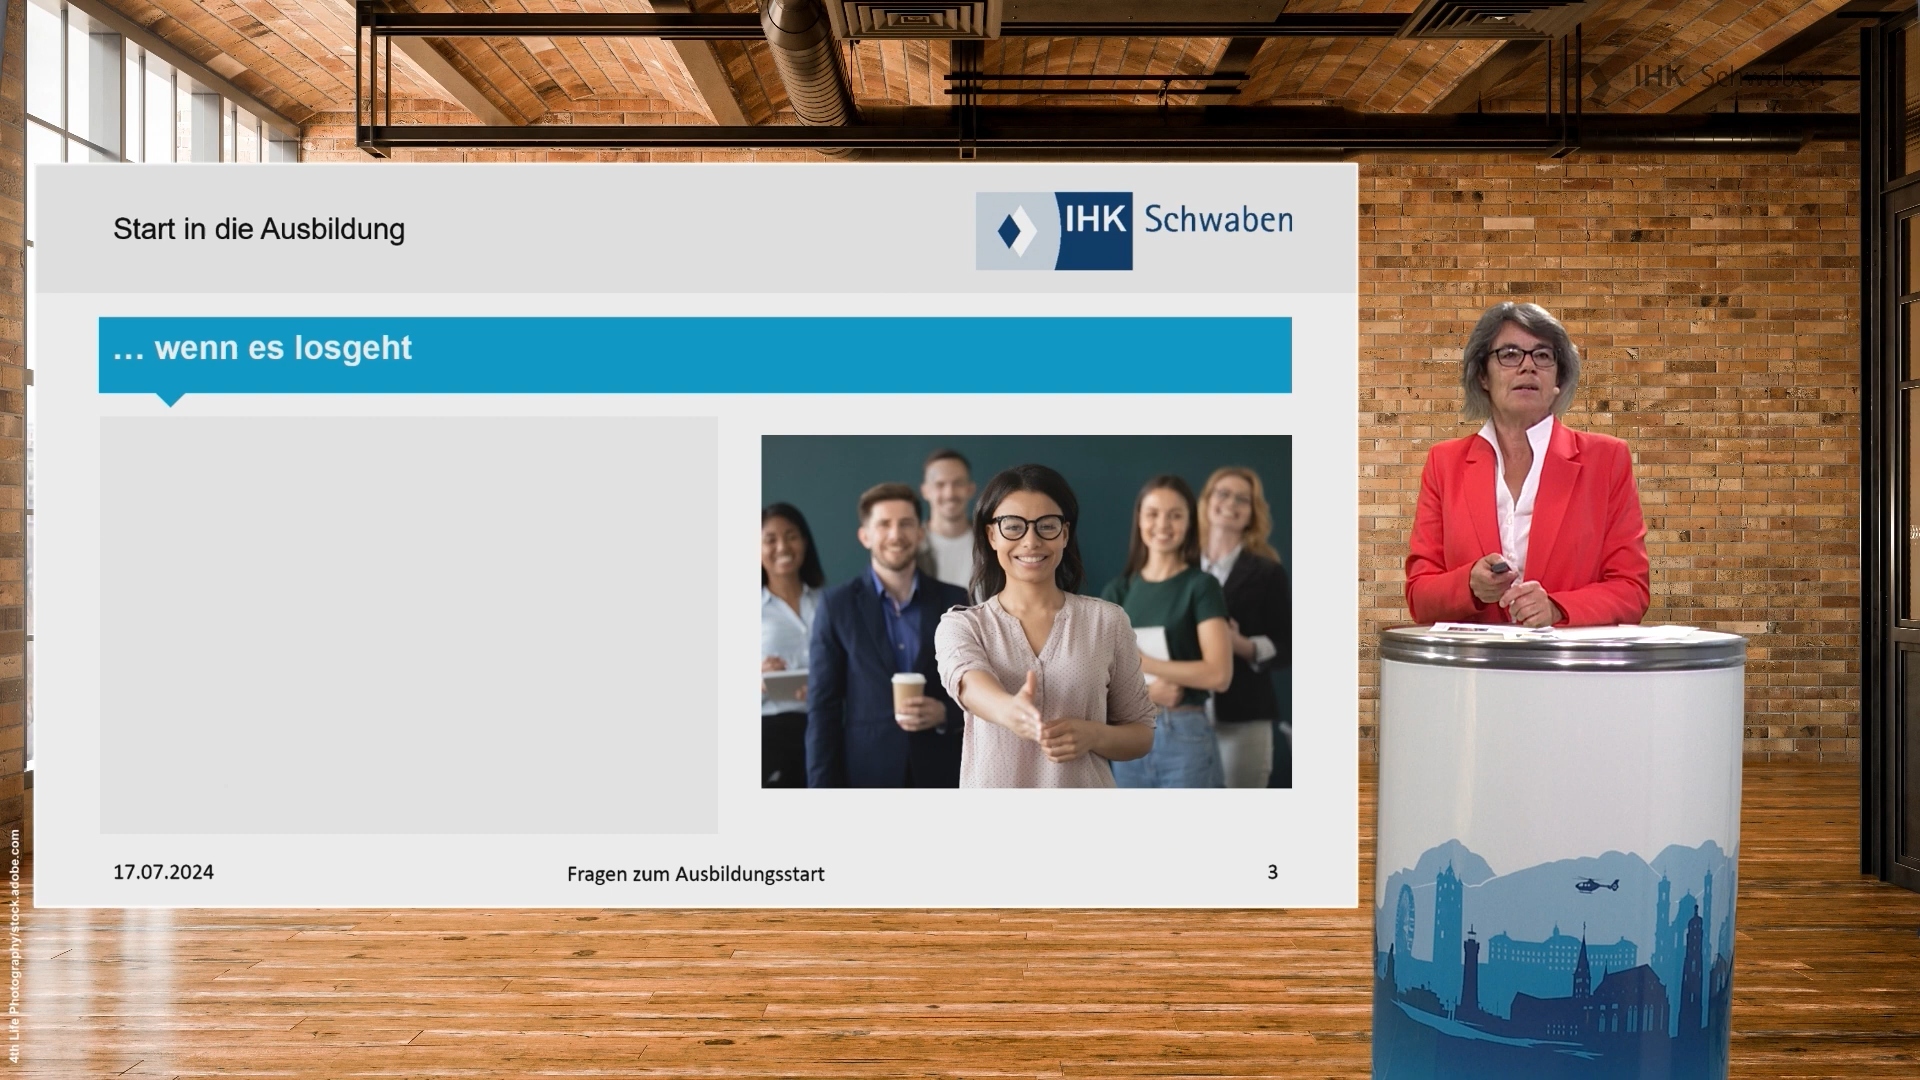 IHK Schwaben
Start in die Ausbildung
IHK Schwaben
... wenn es losgeht
17.07.2024
Fragen zum Ausbildungsstart
3
4th Life Photography/stock.adobe.com